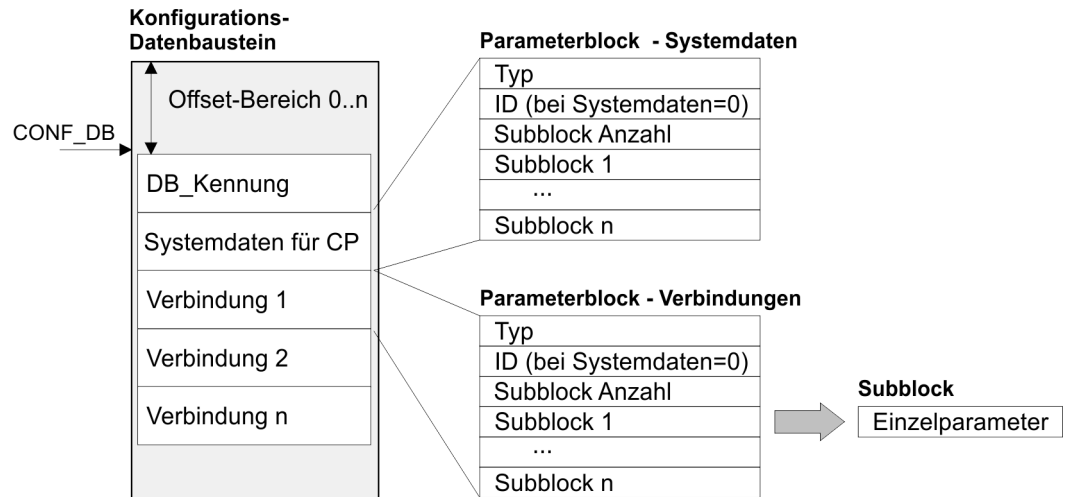 Konfigurations-
Datenbaustein
Offset-Bereich 0..n
CONF_DB
DB_Kennung
Systemdaten für CP
Verbindung 1
Verbindung 2
Verbindung n
Parameterblock - Systemdaten
Typ
ID (bei Systemdaten=0)
Subblock Anzahl
Subblock 1
...
Subblock n
Parameterblock - Verbindungen
Typ
ID (bei Systemdaten=0)
Subblock Anzahl
Subblock 1
...
Subblock n
Subblock
Einzelparameter